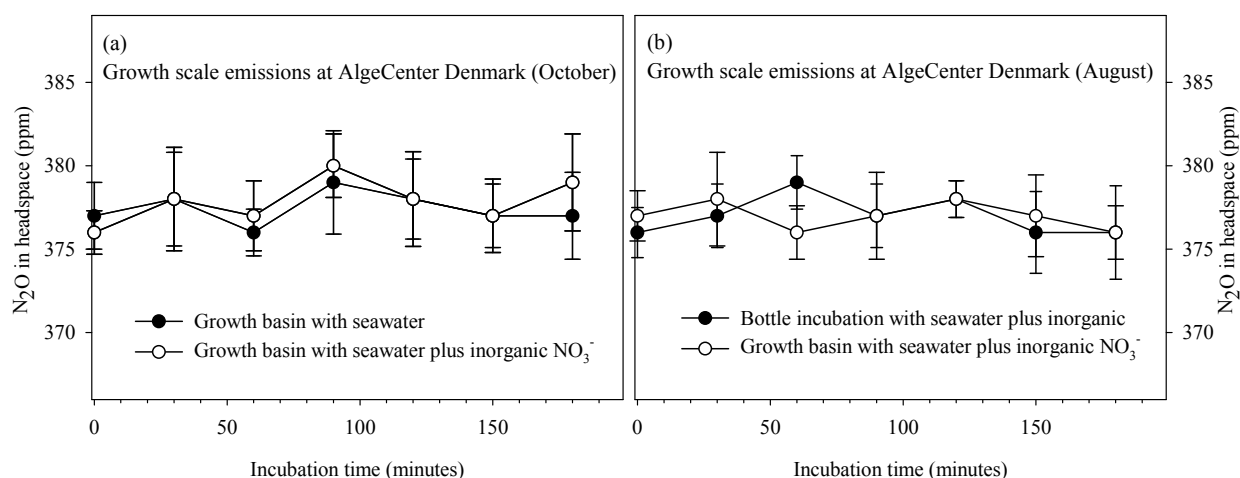 (a)
Growth scale emissions at AlgeCenter Denmark (October)
385
380
375
370
N₂O in headspace (ppm)
Growth basin with seawater
Growth basin with seawater plus inorganic NO₃⁻
0
50
100
150
Incubation time (minutes)
(b)
Growth scale emissions at AlgeCenter Denmark (August)
385
380
375
370
N₂O in headspace (ppm)
Bottle incubation with seawater plus inorganic
Growth basin with seawater plus inorganic NO₃⁻
0
50
100
150
Incubation time (minutes)